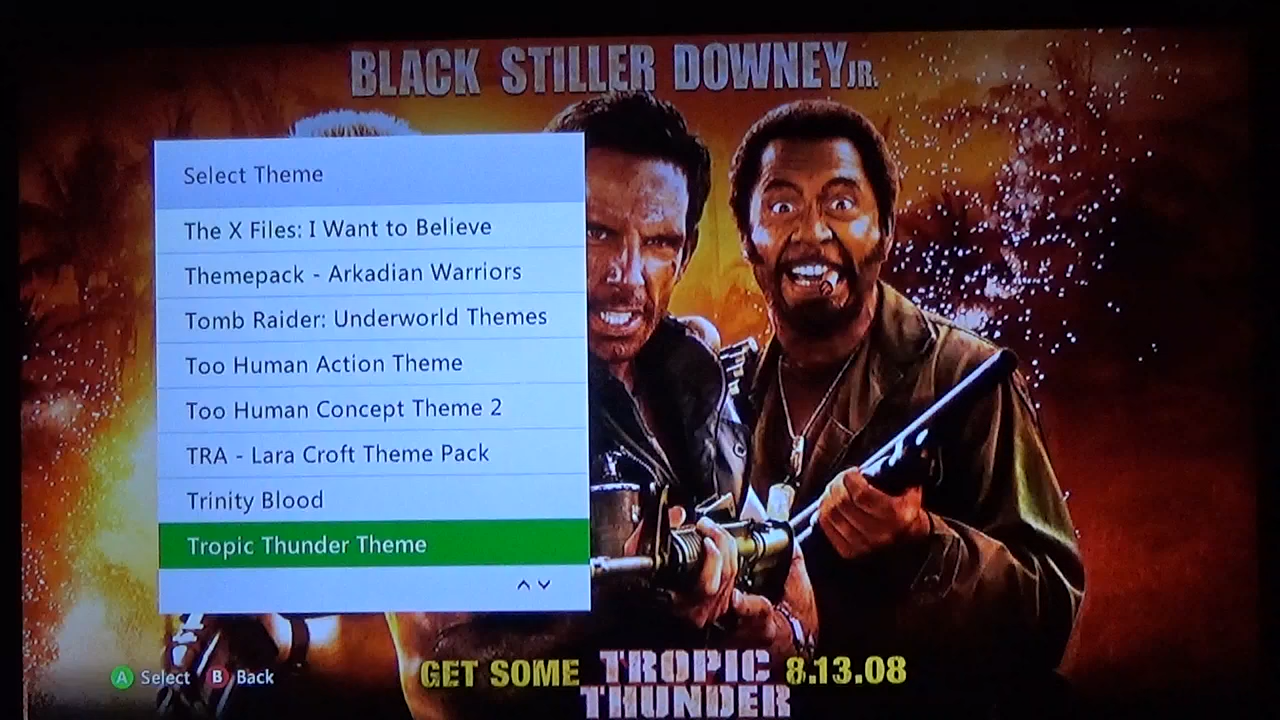 BLACK STILLER DOWNEY JR.
Select Theme
The X Files: I Want to Believe
Themepack - Arkadian Warriors
Tomb Raider: Underworld Themes
Too Human Action Theme
Too Human Concept Theme 2
TRA - Lara Croft Theme Pack
Trinity Blood
Tropic Thunder Theme
A Select B Back
GET SOME TROPIC THUNDER 8.13.08